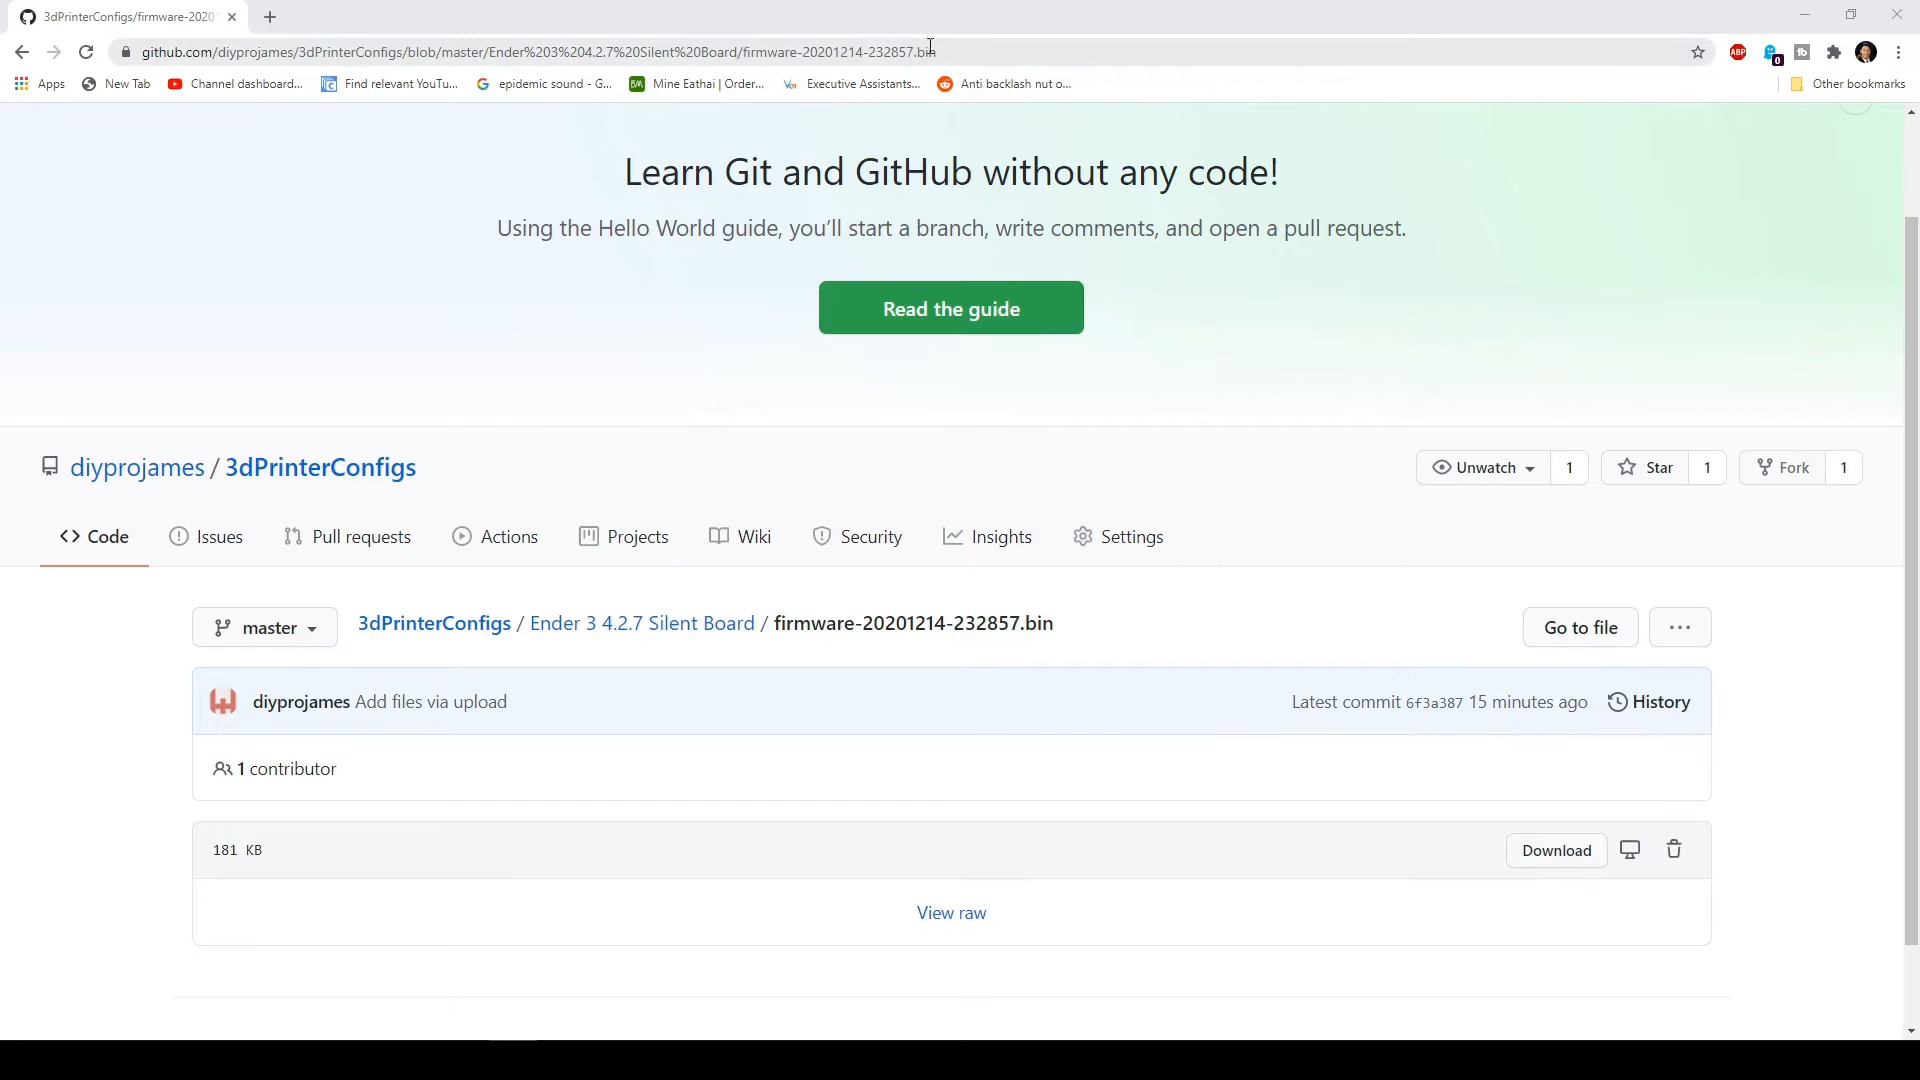 3dPrinterConfigs/firmware-2020
github.com/diyprojames/3dPrinterConfigs/blob/master/Ender%203%204.2.7%20Silent%20Board/firmware-20201214-232857.bin
ABP
0
Apps
New Tab
Channel dashboard...
Find relevant YouTu...
epidemic sound - G...
Mine Eathai | Order...
Executive Assistants...
Anti backlash nut o...
Other bookmarks
Learn Git and GitHub without any code!
Using the Hello World guide, you’ll start a branch, write comments, and open a pull request.
Read the guide
diyprojames / 3dPrinterConfigs
Unwatch 1
Star 1
Fork 1
Code
Issues
Pull requests
Actions
Projects
Wiki
Security
Insights
Settings
master
3dPrinterConfigs / Ender 3 4.2.7 Silent Board / firmware-20201214-232857.bin
Go to file
diyprojames Add files via upload
Latest commit 6f3a387 15 minutes ago
History
1 contributor
181 KB
Download
View raw